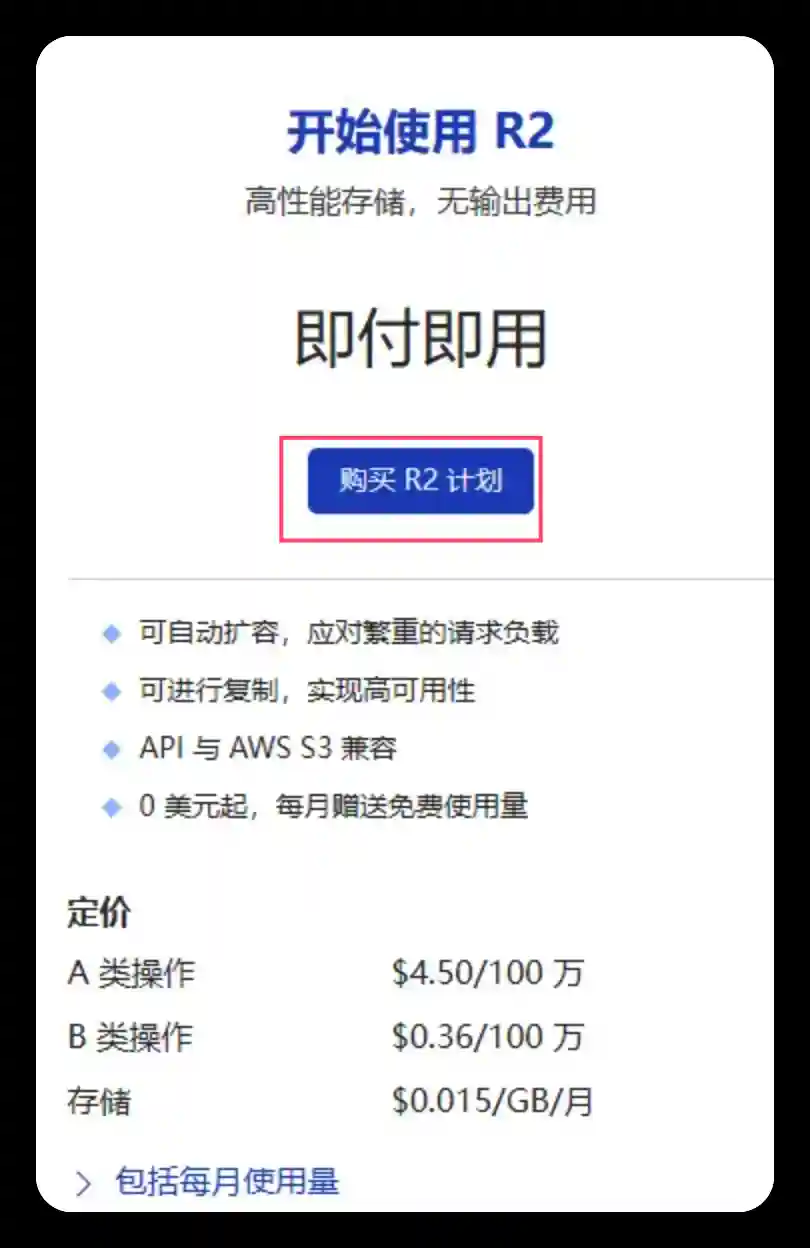 开始使用 R2
高性能存储，无输出费用
即付即用
购买 R2 计划
可自动扩容，应对繁重的请求负载
可进行复制，实现高可用性
API 与 AWS S3 兼容
0 美元起，每月赠送免费使用量
定价
A 类操作 $4.50/100 万
B 类操作 $0.36/100 万
存储 $0.015/GB/月
包括每月使用量